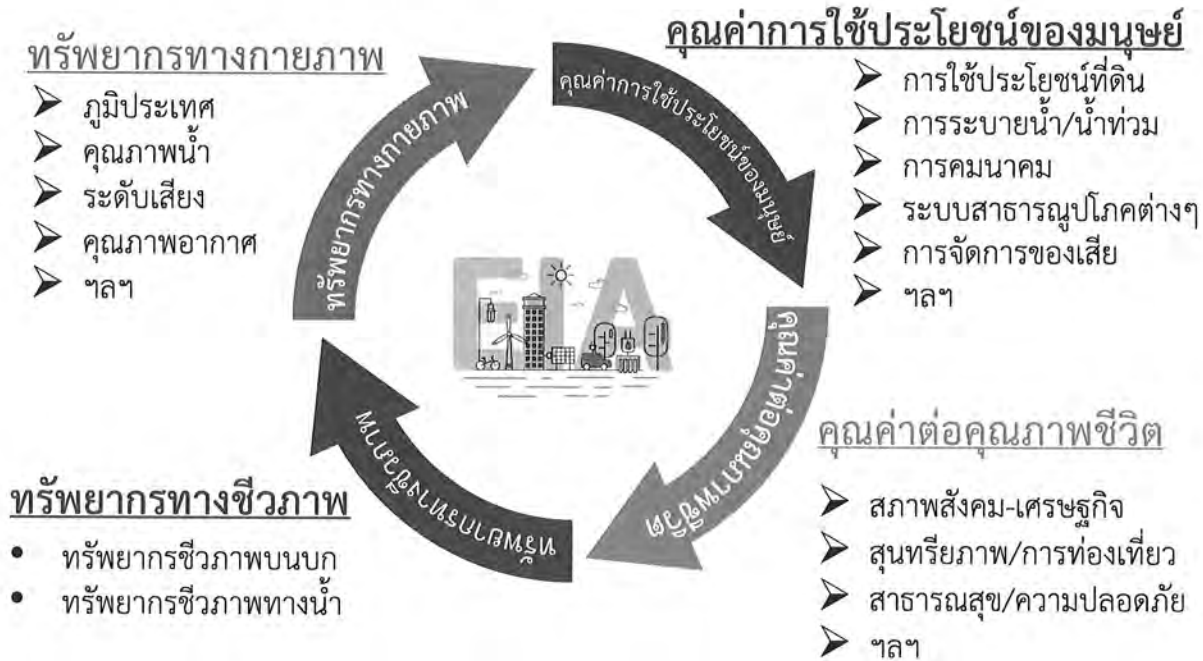 ทรัพยากรทางกายภาพ
ภูมิประเทศ
คุณภาพน้ำ
ระดับเสียง
คุณภาพอากาศ
ฯลฯ
คุณค่าการใช้ประโยชน์ของมนุษย์
การใช้ประโยชน์ที่ดิน
การระบายน้ำ/น้ำท่วม
การคมนาคม
ระบบสาธารณูปโภคต่างๆ
การจัดการของเสีย
ฯลฯ
ทรัพยากรทางกายภาพ
คุณค่าการใช้ประโยชน์ของมนุษย์
EIA
คุณค่าต่อคุณภาพชีวิต
ทรัพยากรทางชีวภาพ
ทรัพยากรทางชีวภาพ
• ทรัพยากรชีวภาพบนบก
• ทรัพยากรชีวภาพทางน้ำ
คุณค่าต่อคุณภาพชีวิต
สภาพสังคม-เศรษฐกิจ
สุนทรียภาพ/การท่องเที่ยว
สาธารณสุข/ความปลอดภัย
ฯลฯ